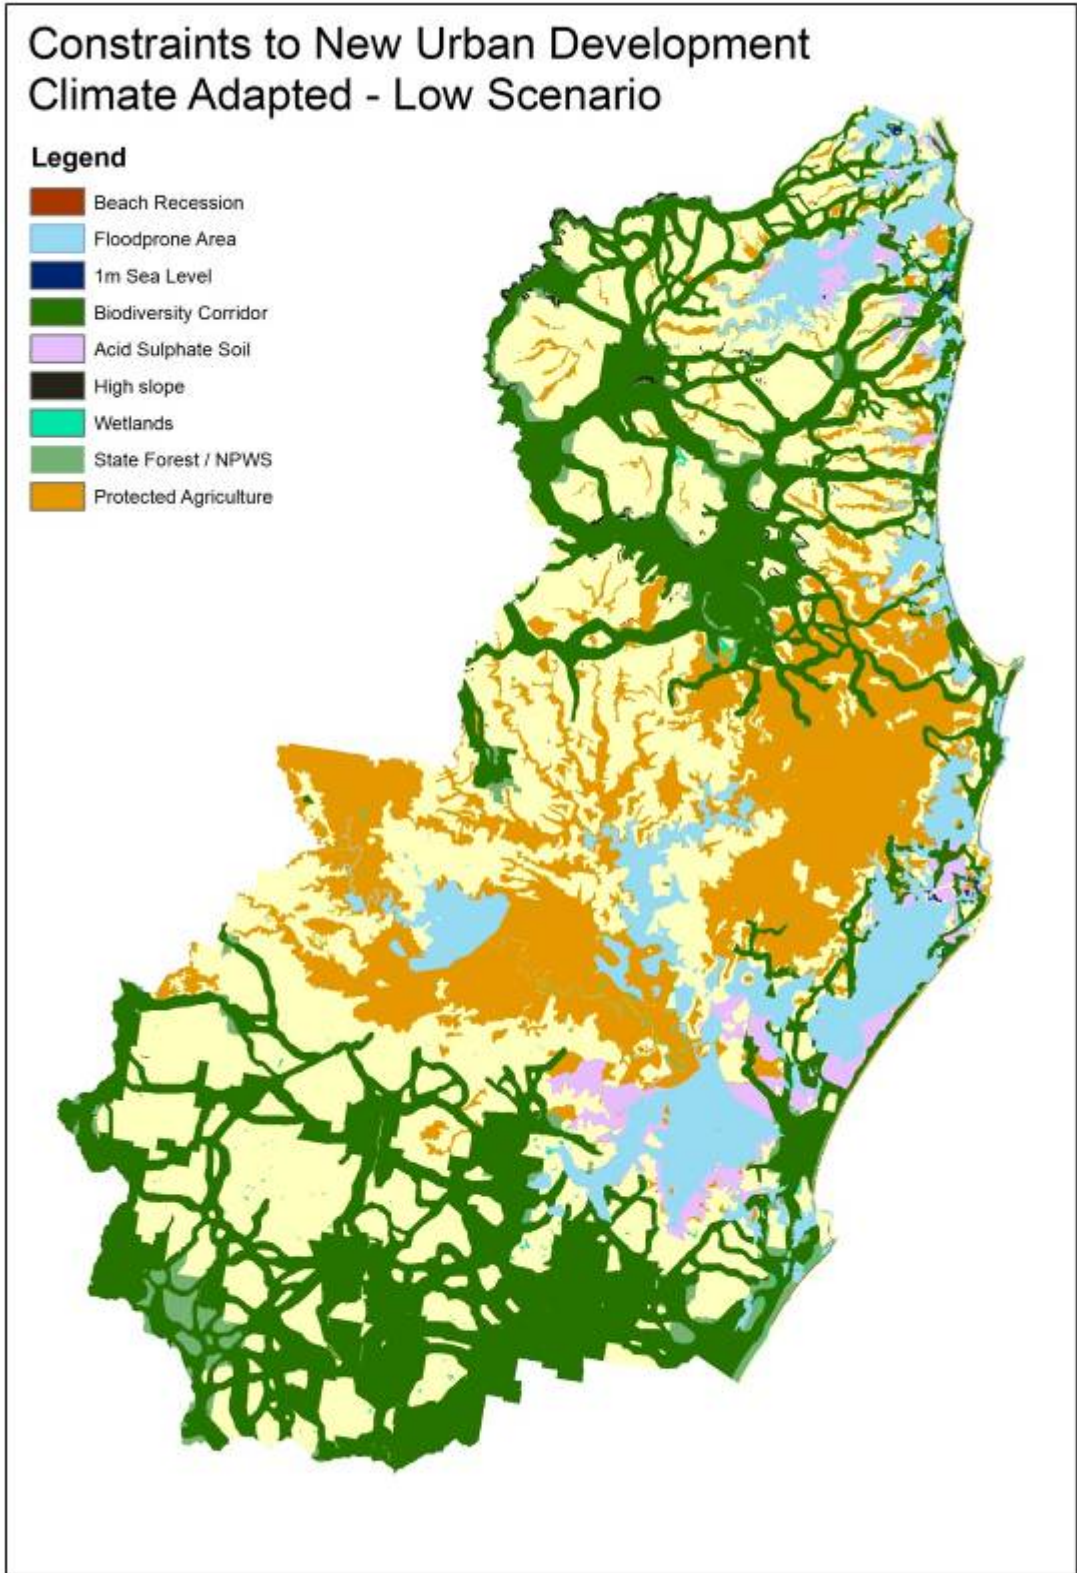 Constraints to New Urban Development
Climate Adapted - Low Scenario
Legend
Beach Recession
Floodprone Area
1m Sea Level
Biodiversity Corridor
Acid Sulphate Soil
High slope
Wetlands
State Forest / NPWS
Protected Agriculture